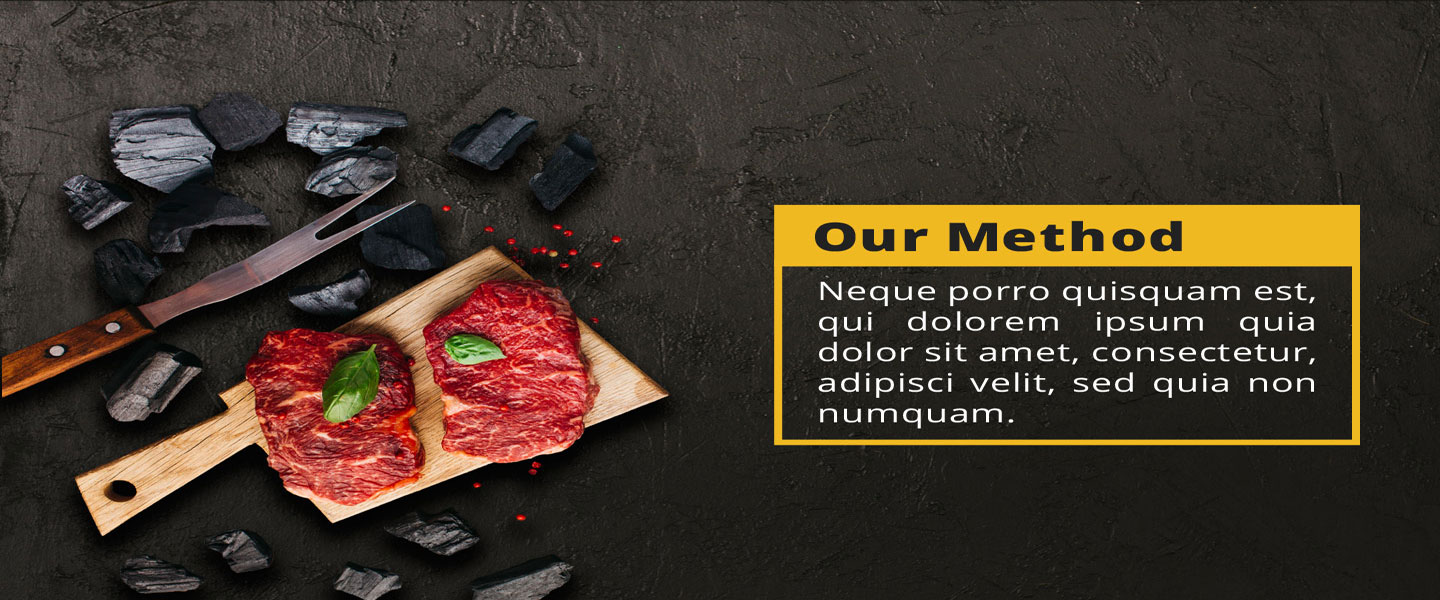 Our Method
Neque porro quisquam est,
qui dolorem ipsum quia
dolor sit amet, consectetur,
adipisci velit, sed quia non
numquam.